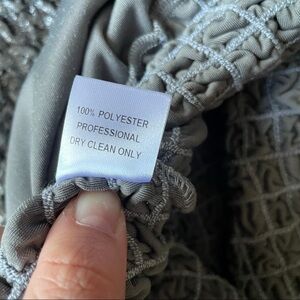 100% POLYESTER
PROFESSIONAL
DRY CLEAN ONLY